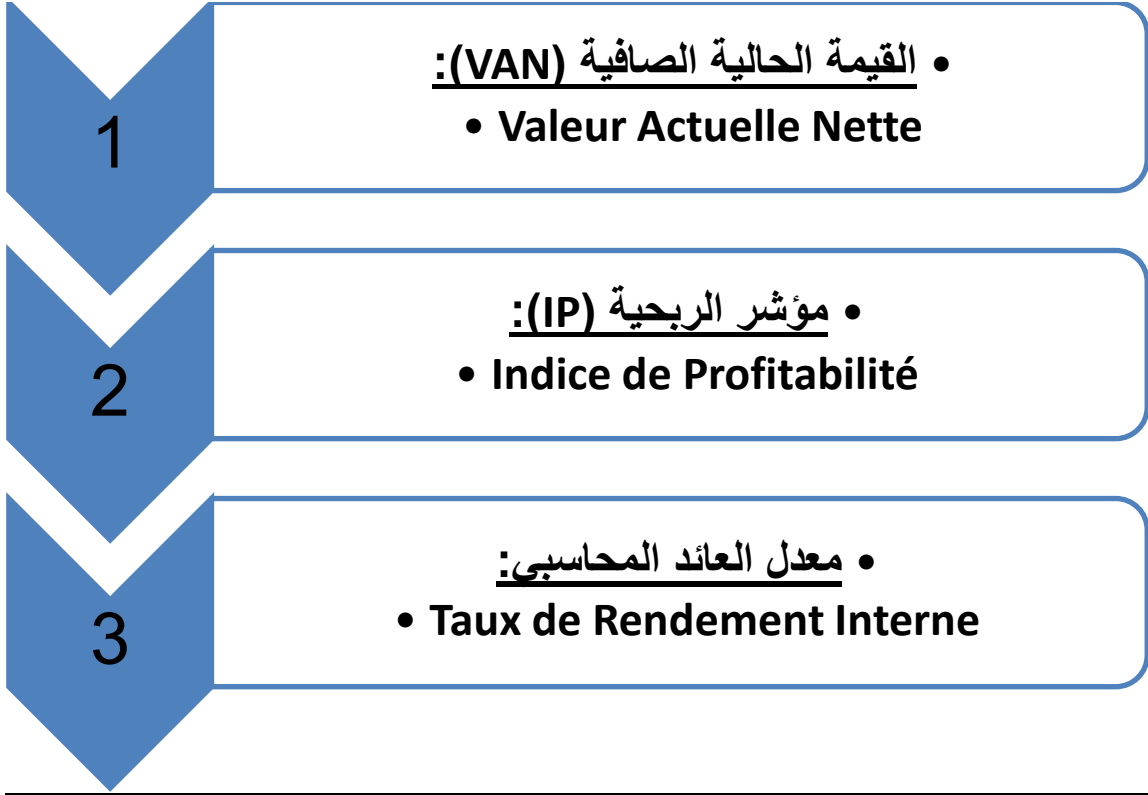 1
• القيمة الحالية الصافية (VAN):
• Valeur Actuelle Nette
2
• مؤشر الربحية (IP):
• Indice de Profitabilité
3
• معدل العائد المحاسبي:
• Taux de Rendement Interne